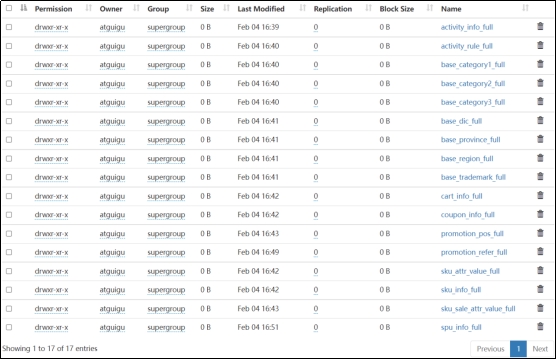 Permission Owner Group Size Last Modified Replication Block Size Name
drwxr-xr-x atguigu supergroup 0 B Feb 04 16:39 0 0 B activity_info_full
drwxr-xr-x atguigu supergroup 0 B Feb 04 16:40 0 0 B activity_rule_full
drwxr-xr-x atguigu supergroup 0 B Feb 04 16:40 0 0 B base_category1_full
drwxr-xr-x atguigu supergroup 0 B Feb 04 16:40 0 0 B base_category2_full
drwxr-xr-x atguigu supergroup 0 B Feb 04 16:40 0 0 B base_category3_full
drwxr-xr-x atguigu supergroup 0 B Feb 04 16:41 0 0 B base_dic_full
drwxr-xr-x atguigu supergroup 0 B Feb 04 16:41 0 0 B base_province_full
drwxr-xr-x atguigu supergroup 0 B Feb 04 16:41 0 0 B base_region_full
drwxr-xr-x atguigu supergroup 0 B Feb 04 16:41 0 0 B base_trademark_full
drwxr-xr-x atguigu supergroup 0 B Feb 04 16:42 0 0 B cart_info_full
drwxr-xr-x atguigu supergroup 0 B Feb 04 16:42 0 0 B coupon_info_full
drwxr-xr-x atguigu supergroup 0 B Feb 04 16:43 0 0 B promotion_pos_full
drwxr-xr-x atguigu supergroup 0 B Feb 04 16:49 0 0 B promotion_refer_full
drwxr-xr-x atguigu supergroup 0 B Feb 04 16:42 0 0 B sku_attr_value_full
drwxr-xr-x atguigu supergroup 0 B Feb 04 16:42 0 0 B sku_info_full
drwxr-xr-x atguigu supergroup 0 B Feb 04 16:43 0 0 B sku_sale_attr_value_full
drwxr-xr-x atguigu supergroup 0 B Feb 04 16:51 0 0 B spu_info_full
Showing 1 to 17 of 17 entries Previous 1 Next